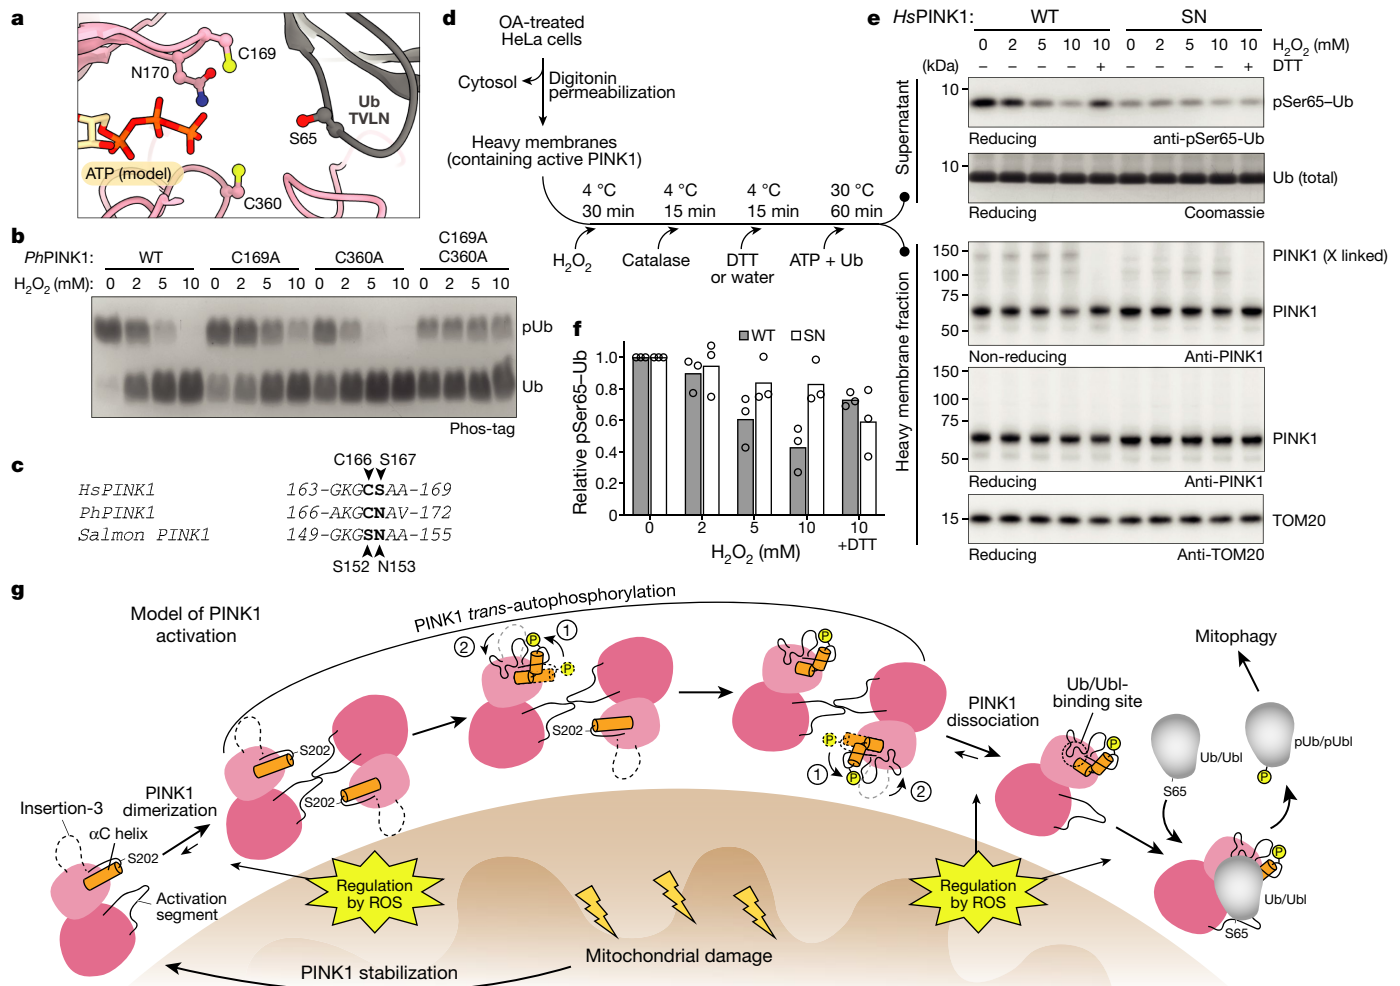 a
C169
N170
Ub
TVLN
S65
ATP (model)
C360
b
PhPINK1:
WT
C169A
C360A
C169A
C360A
H2O2 (mM):
0 2 5 10 0 2 5 10 0 2 5 10 0 2 5 10
pUb
Ub
Phos-tag
c
C166 S167
HsPINK1 163-GKGCSAA-169
PhPINK1 166-AKGCNAV-172
Salmon PINK1 149-GKGSNAA-155
S152 N153
d
OA-treated
HeLa cells
Cytosol
Digitonin
permeabilization
Heavy membranes
(containing active PINK1)
4 °C 4 °C 4 °C 30 °C
30 min 15 min 15 min 60 min
H2O2 Catalase DTT ATP + Ub
or water
Supernatant
Heavy membrane fraction
e
HsPINK1: WT SN
0 2 5 10 10 0 2 5 10 10 H2O2 (mM)
(kDa) – – – – + – – – – + DTT
10
pSer65–Ub
Reducing anti-pSer65-Ub
10
Ub (total)
Reducing Coomassie
150
100
75
50
PINK1 (X linked)
PINK1
Non-reducing Anti-PINK1
150
100
75
50
PINK1
Reducing Anti-PINK1
15
TOM20
Reducing Anti-TOM20
f
WT SN
Relative pSer65–Ub
1.0
0.8
0.6
0.4
0.2
0
0 2 5 10 10
+DTT
H2O2 (mM)
g
Model of PINK1
activation
PINK1 trans-autophosphorylation
Insertion-3
αC helix
S202
Activation
segment
PINK1
dimerization
S202
S202
2
1
P
P
S202
P
P
P
1
2
PINK1
dissociation
Ub/Ubl-
binding site
P
Ub/Ubl
S65
Mitophagy
pUb/pUbl
P
P
Ub/Ubl
S65
Regulation
by ROS
Regulation
by ROS
Mitochondrial damage
PINK1 stabilization